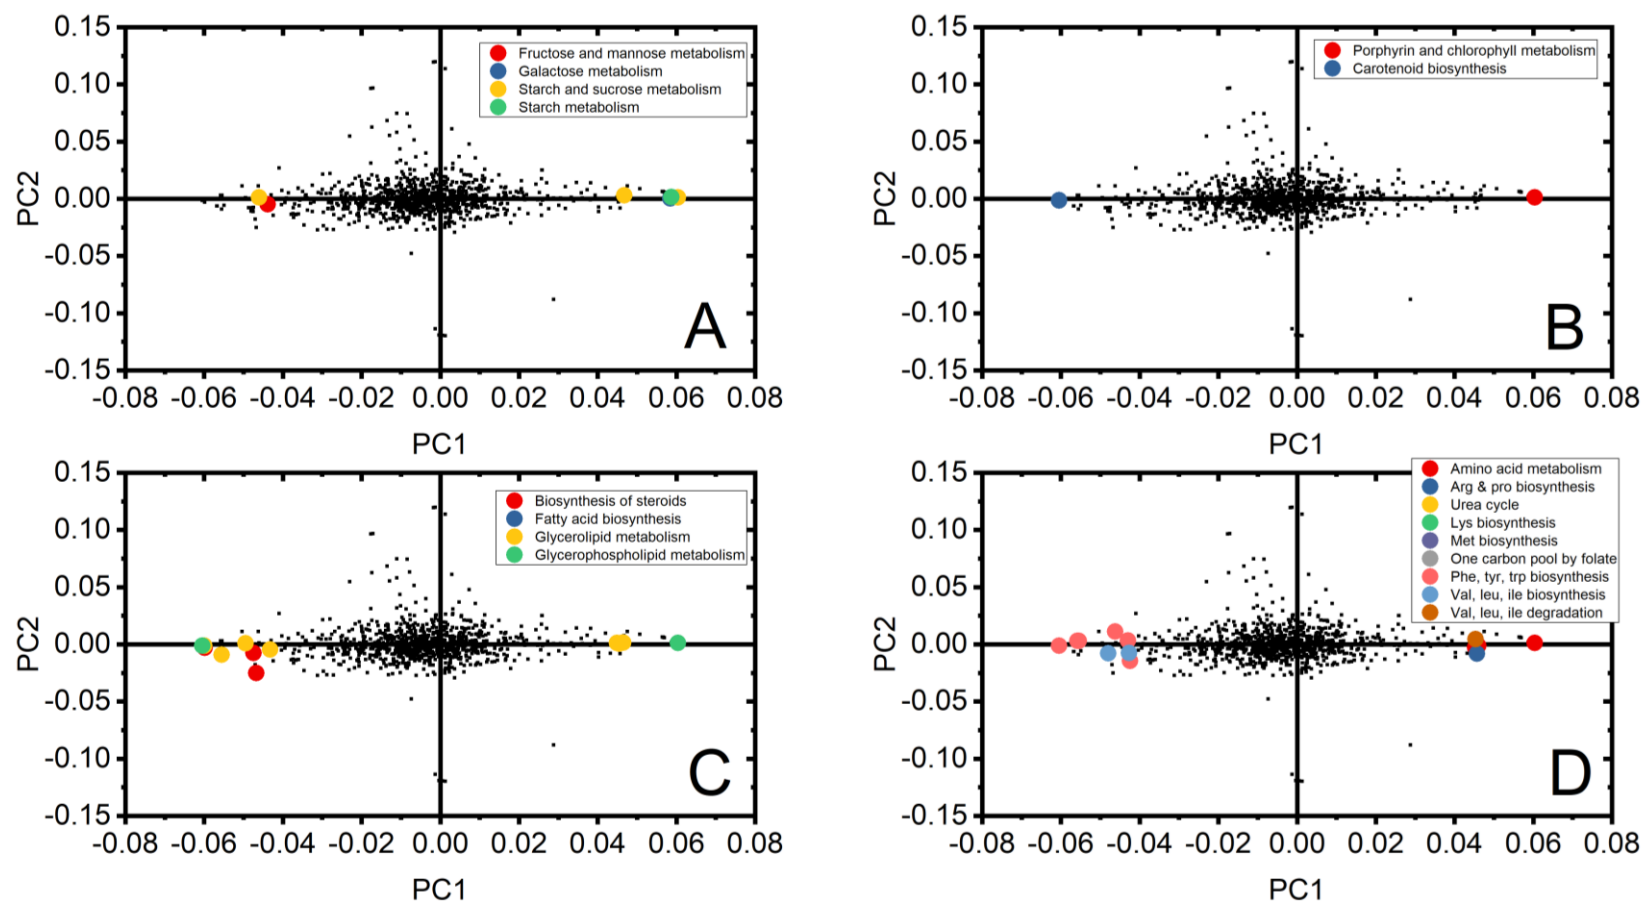 0.15
0.10
0.05
0.00
-0.05
-0.10
-0.15
PC2
Fructose and mannose metabolism
Galactose metabolism
Starch and sucrose metabolism
Starch metabolism
A
-0.08 -0.06 -0.04 -0.02 0.00 0.02 0.04 0.06 0.08
PC1
0.15
0.10
0.05
0.00
-0.05
-0.10
-0.15
PC2
Porphyrin and chlorophyll metabolism
Carotenoid biosynthesis
B
-0.08 -0.06 -0.04 -0.02 0.00 0.02 0.04 0.06 0.08
PC1
0.15
0.10
0.05
0.00
-0.05
-0.10
-0.15
PC2
Biosynthesis of steroids
Fatty acid biosynthesis
Glycerolipid metabolism
Glycerophospholipid metabolism
C
-0.08 -0.06 -0.04 -0.02 0.00 0.02 0.04 0.06 0.08
PC1
0.15
0.10
0.05
0.00
-0.05
-0.10
-0.15
PC2
Amino acid metabolism
Arg & pro biosynthesis
Urea cycle
Lys biosynthesis
Met biosynthesis
One carbon pool by folate
Phe, tyr, trp biosynthesis
Val, leu, ile biosynthesis
Val, leu, ile degradation
D
-0.08 -0.06 -0.04 -0.02 0.00 0.02 0.04 0.06 0.08
PC1